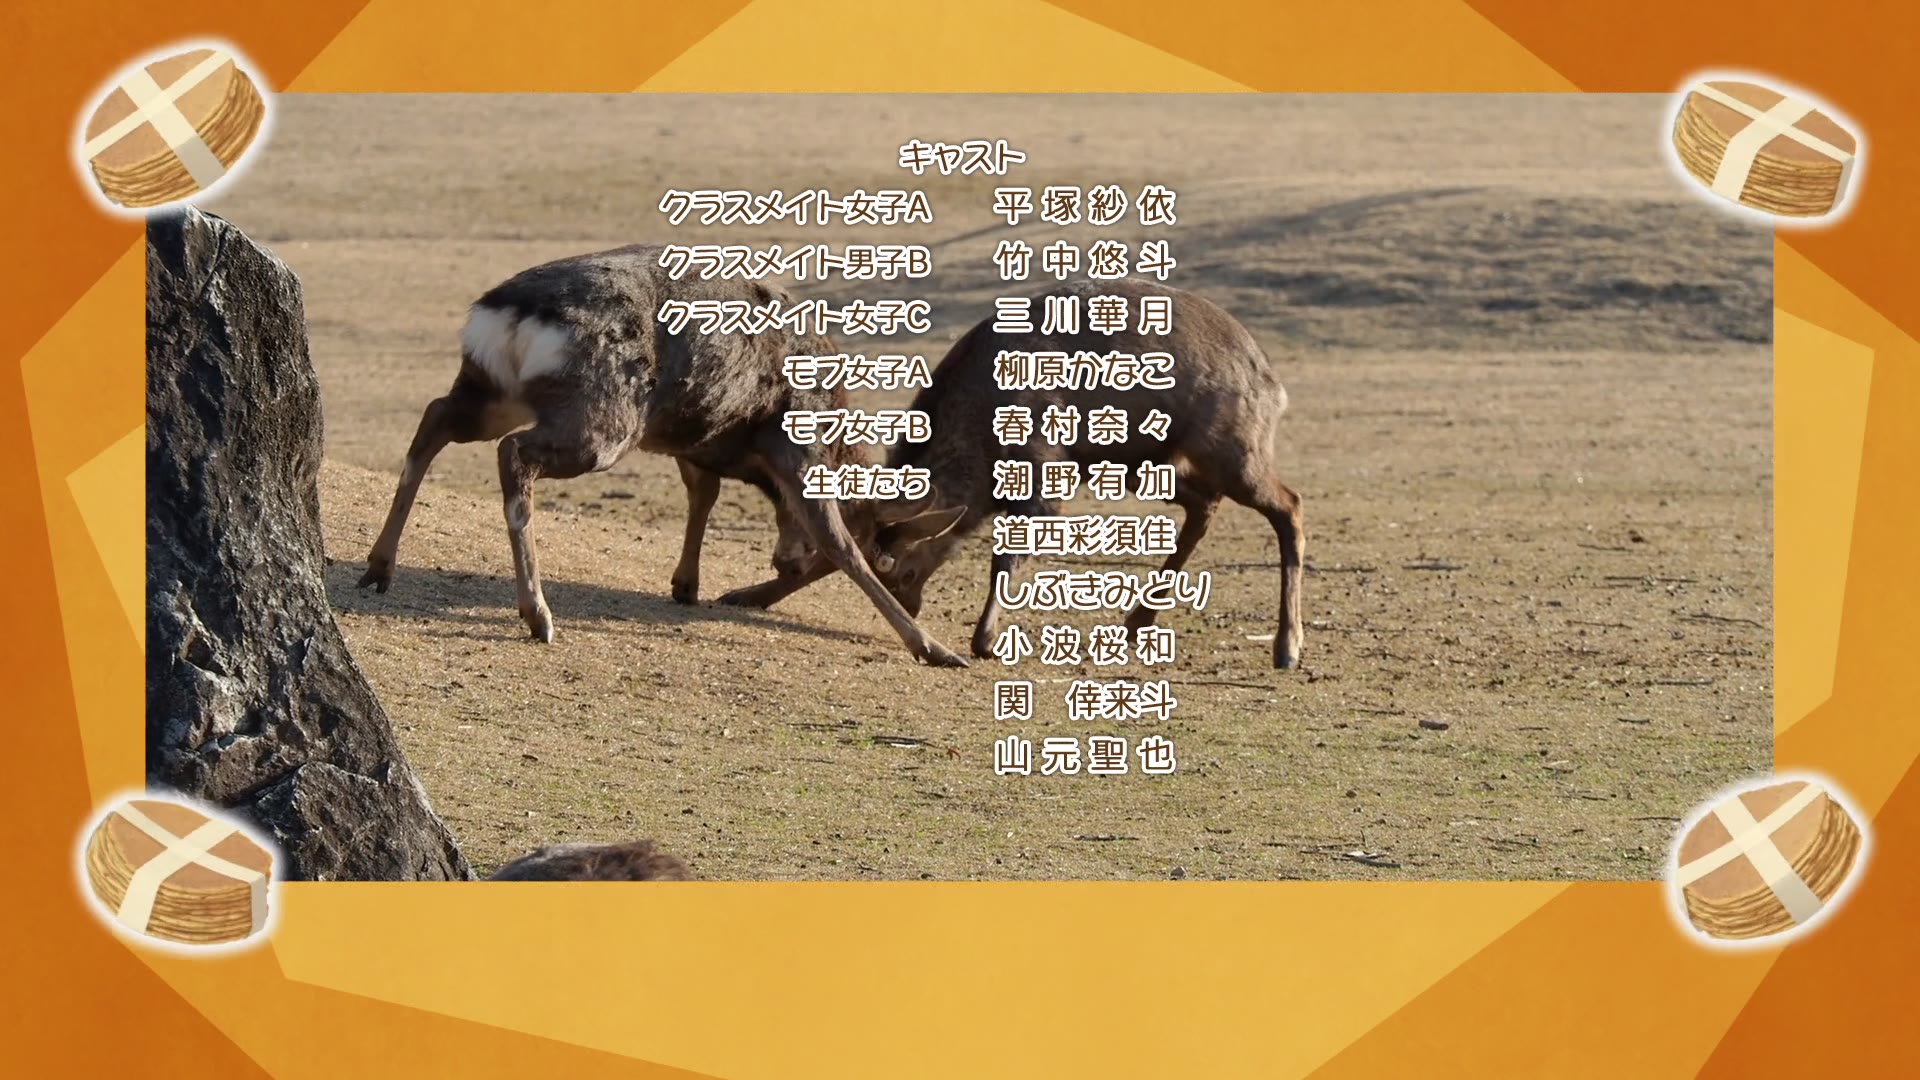 キャスト
クラスメイト女子A 平塚紗依
クラスメイト男子B 竹中悠斗
クラスメイト女子C 三川華月
モブ女子A 柳原かなこ
モブ女子B 春村奈々
生徒たち 潮野有加
道西彩須佳
しぶきみどり
小波桜和
関 倖来斗
山元聖也